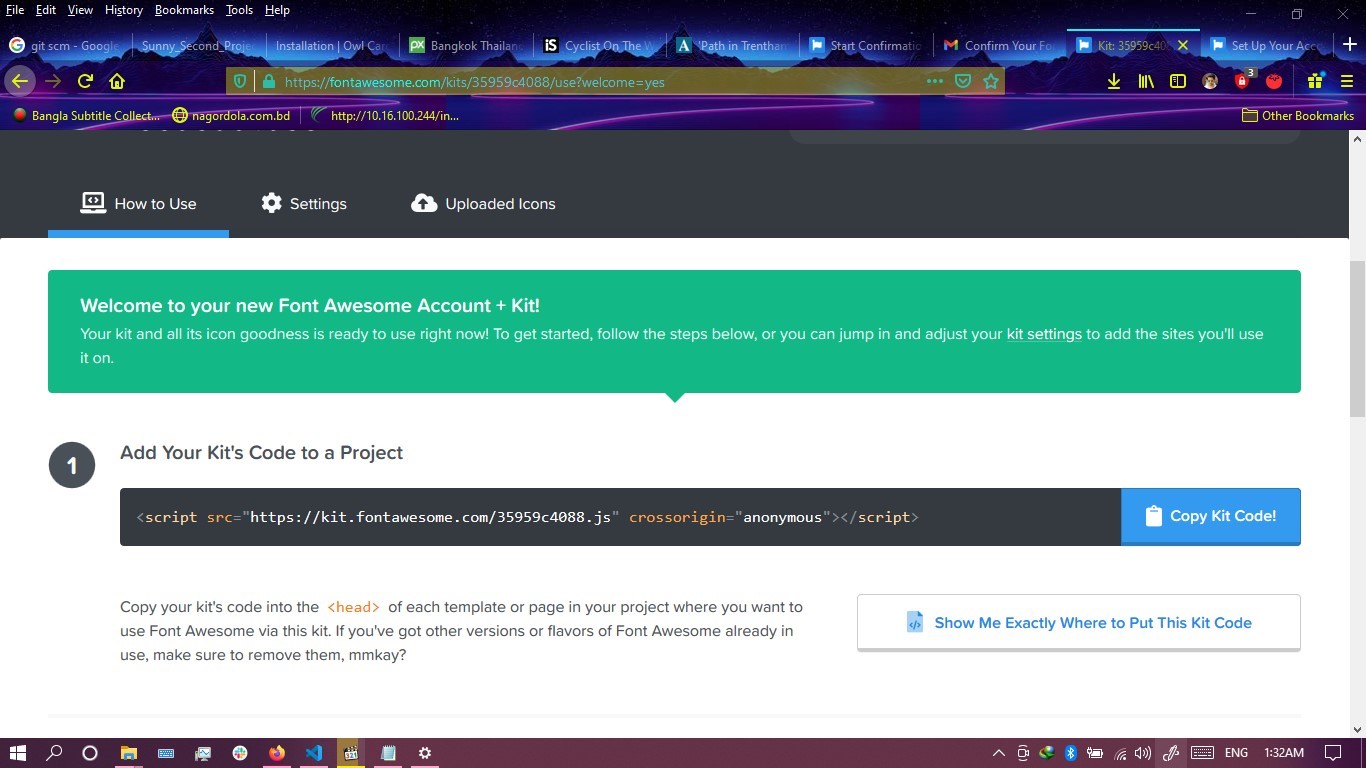 File Edit View History Bookmarks Tools Help
git scm - Google
Sunny_Second_Proje
Installation | Owl Car
Bangkok Thailand
Cyclist On The W
'Path in Trentham
Start Confirmatio
Confirm Your Fo
Kit: 35959c40
Set Up Your Acc
https://fontawesome.com/kits/35959c4088/use?welcome=yes
3
Bangla Subtitle Collect... nagordola.com.bd http://10.16.100.244/in... Other Bookmarks
How to Use Settings Uploaded Icons
Welcome to your new Font Awesome Account + Kit!
Your kit and all its icon goodness is ready to use right now! To get started, follow the steps below, or you can jump in and adjust your kit settings to add the sites you'll use
it on.
1 Add Your Kit's Code to a Project
<script src="https://kit.fontawesome.com/35959c4088.js" crossorigin="anonymous"></script>
Copy Kit Code!
Copy your kit's code into the <head> of each template or page in your project where you want to
use Font Awesome via this kit. If you've got other versions or flavors of Font Awesome already in
use, make sure to remove them, mmkay?
Show Me Exactly Where to Put This Kit Code
ENG 1:32AM